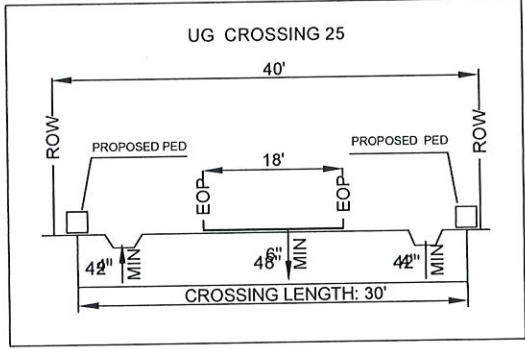 UG CROSSING 25
40'
ROW
ROW
PROPOSED PED
PROPOSED PED
18'
EOP
EOP
MIN
MIN
MIN
CROSSING LENGTH: 30'